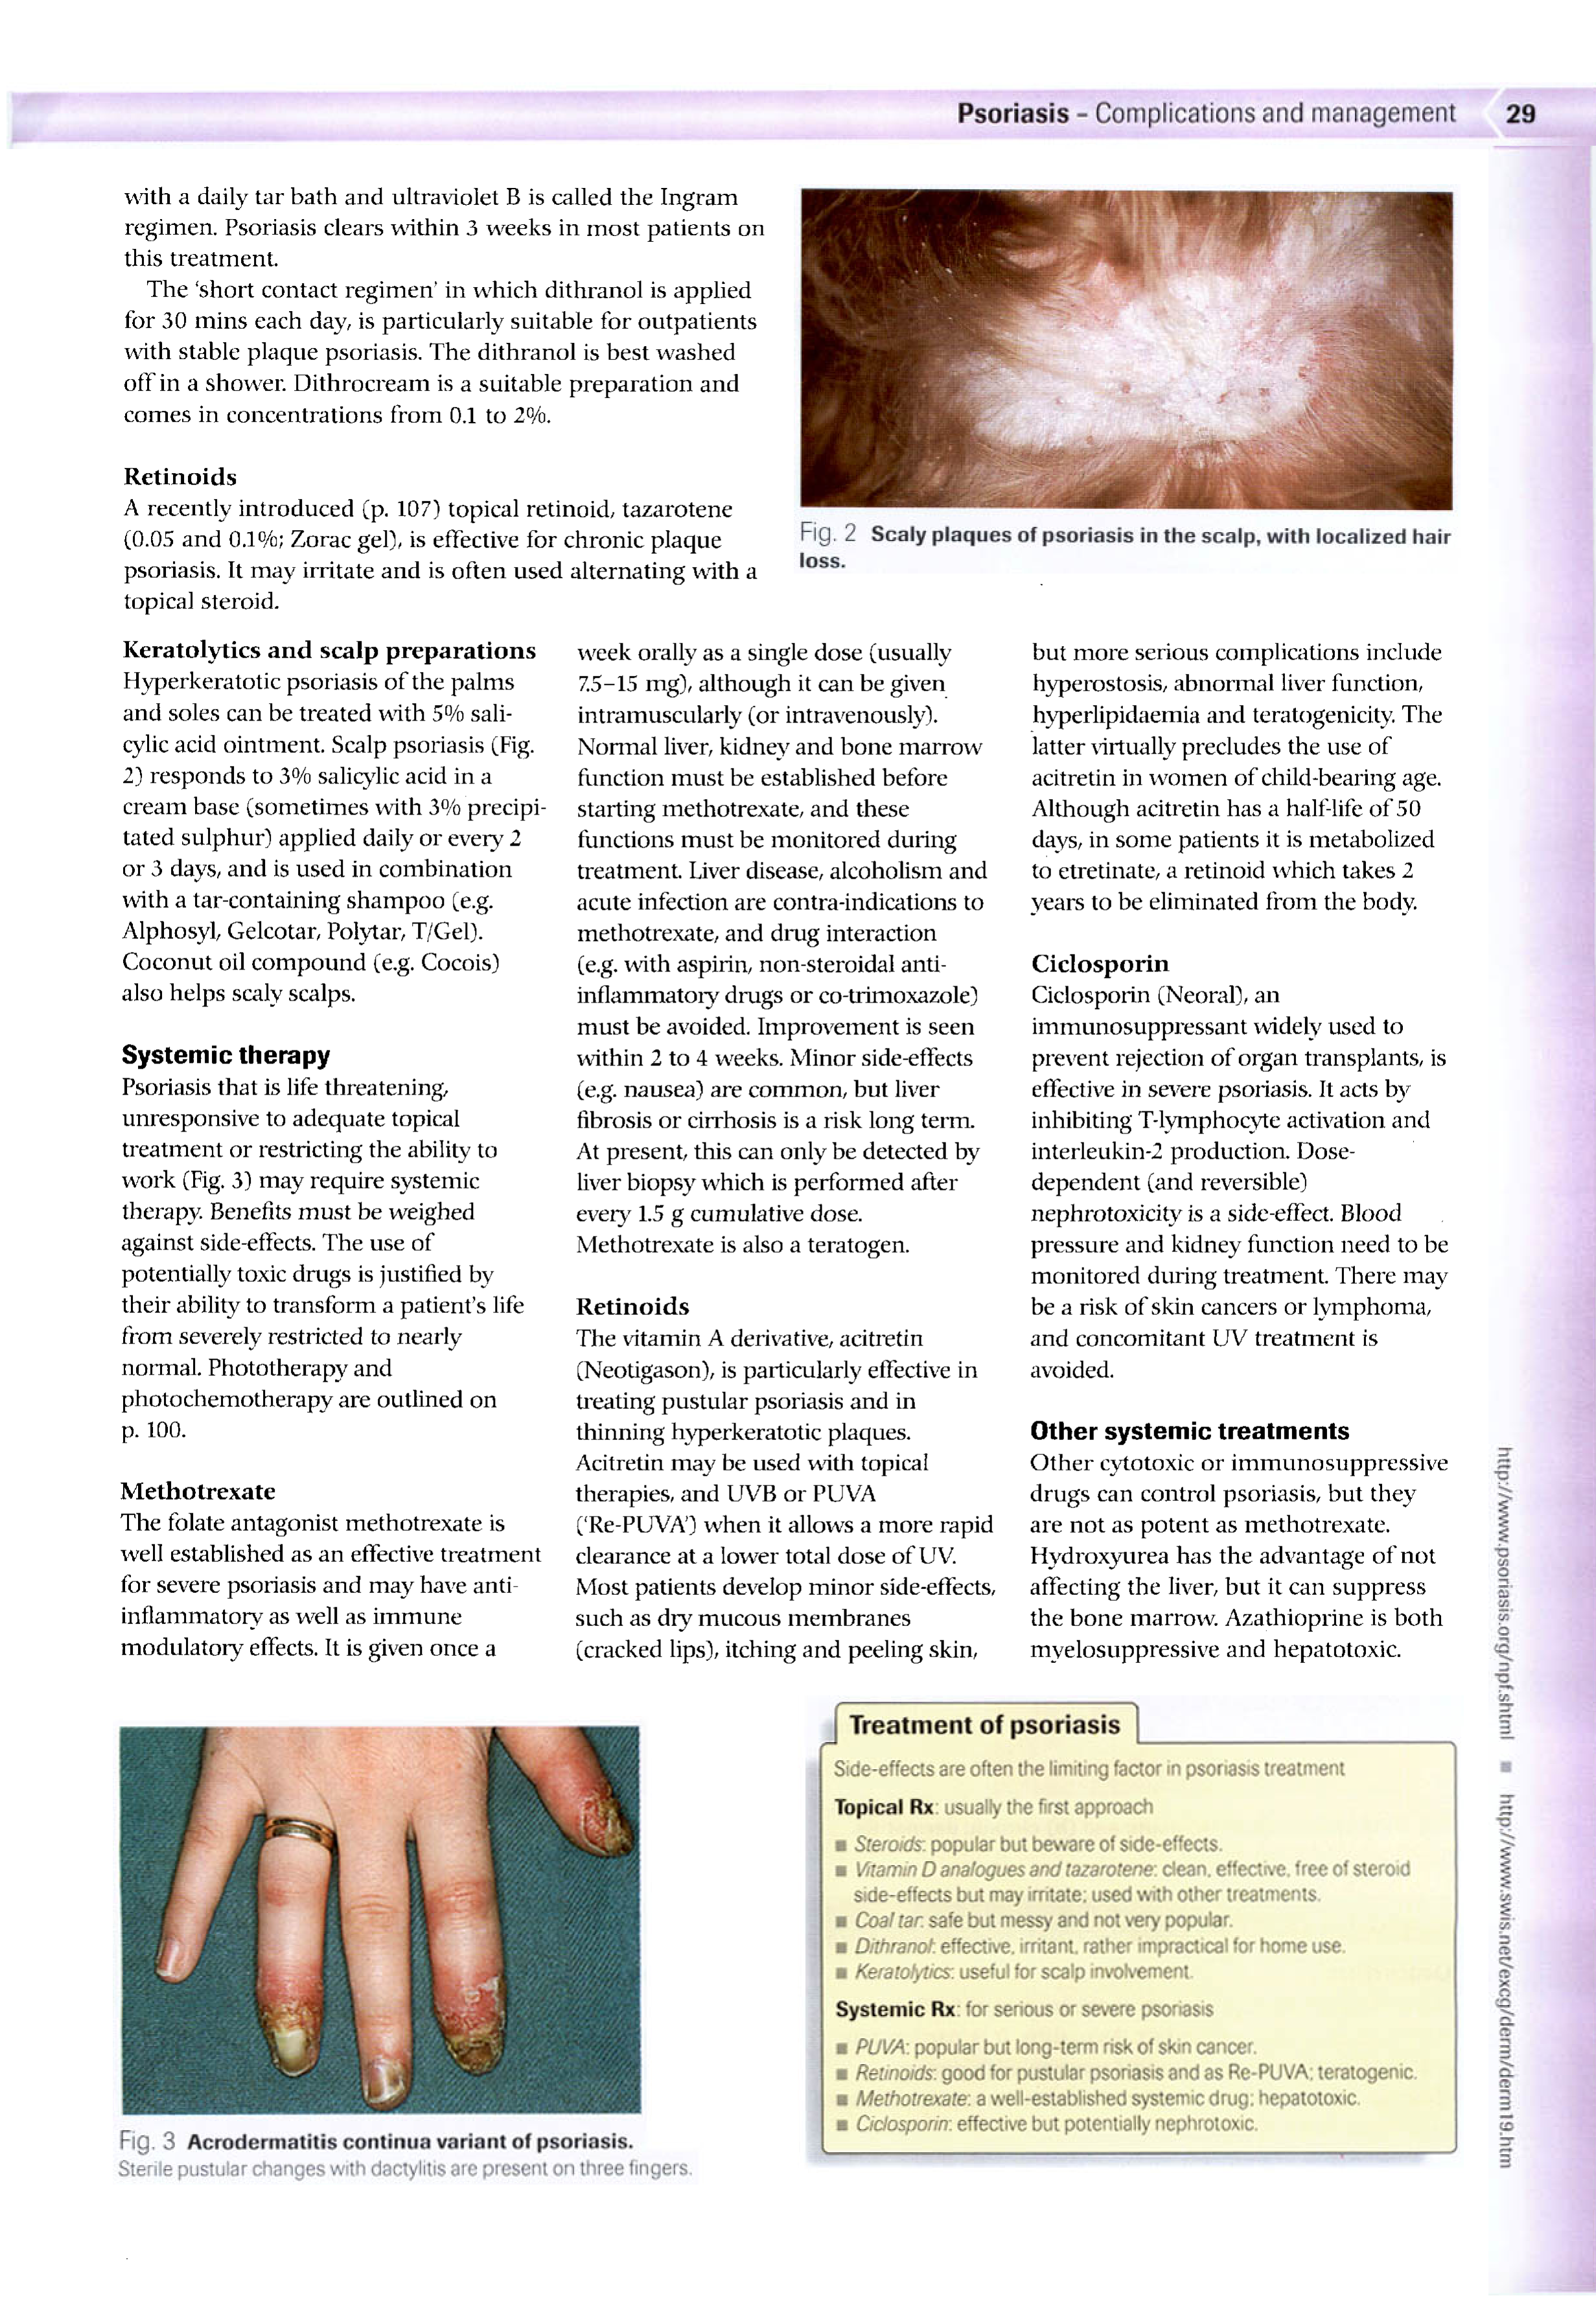 Psoriasis – Complications and management 29
with a daily tar bath and ultraviolet B is called the Ingram
regimen. Psoriasis clears within 3 weeks in most patients on
this treatment.
The ‘short contact regimen’ in which dithranol is applied
for 30 mins each day, is particularly suitable for outpatients
with stable plaque psoriasis. The dithranol is best washed
off in a shower. Dithrocream is a suitable preparation and
comes in concentrations from 0.1 to 2%.
Retinoids
A recently introduced (p. 107) topical retinoid, tazarotene
(0.05 and 0.1%; Zorac gel), is effective for chronic plaque
psoriasis. It may irritate and is often used alternating with a
topical steroid.
Fig. 2 Scaly plaques of psoriasis in the scalp, with localized hair
loss.
Keratolytics and scalp preparations
Hyperkeratotic psoriasis of the palms
and soles can be treated with 5% sali-
cylic acid ointment. Scalp psoriasis (Fig.
2) responds to 3% salicylic acid in a
cream base (sometimes with 3% precipi-
tated sulphur) applied daily or every 2
or 3 days, and is used in combination
with a tar-containing shampoo (e.g.
Alphosyl, Gelcotar, Polytar, T/Gel).
Coconut oil compound (e.g. Cocois)
also helps scaly scalps.
Systemic therapy
Psoriasis that is life threatening,
unresponsive to adequate topical
treatment or restricting the ability to
work (Fig. 3) may require systemic
therapy. Benefits must be weighed
against side-effects. The use of
potentially toxic drugs is justified by
their ability to transform a patient’s life
from severely restricted to nearly
normal. Phototherapy and
photochemotherapy are outlined on
p. 100.
Methotrexate
The folate antagonist methotrexate is
well established as an effective treatment
for severe psoriasis and may have anti-
inflammatory as well as immune
modulatory effects. It is given once a
week orally as a single dose (usually
7.5–15 mg), although it can be given
intramuscularly (or intravenously).
Normal liver, kidney and bone marrow
function must be established before
starting methotrexate, and these
functions must be monitored during
treatment. Liver disease, alcoholism and
acute infection are contra-indications to
methotrexate, and drug interaction
(e.g. with aspirin, non-steroidal anti-
inflammatory drugs or co-trimoxazole)
must be avoided. Improvement is seen
within 2 to 4 weeks. Minor side-effects
(e.g. nausea) are common, but liver
fibrosis or cirrhosis is a risk long term.
At present, this can only be detected by
liver biopsy which is performed after
every 1.5 g cumulative dose.
Methotrexate is also a teratogen.
Retinoids
The vitamin A derivative, acitretin
(Neotigason), is particularly effective in
treating pustular psoriasis and in
thinning hyperkeratotic plaques.
Acitretin may be used with topical
therapies, and UVB or PUVA
(‘Re-PUVA’) when it allows a more rapid
clearance at a lower total dose of UV.
Most patients develop minor side-effects,
such as dry mucous membranes
(cracked lips), itching and peeling skin,
but more serious complications include
hyperostosis, abnormal liver function,
hyperlipidaemia and teratogenicity. The
latter virtually precludes the use of
acitretin in women of child-bearing age.
Although acitretin has a half-life of 50
days, in some patients it is metabolized
to etretinate, a retinoid which takes 2
years to be eliminated from the body.
Ciclosporin
Ciclosporin (Neoral), an
immunosuppressant widely used to
prevent rejection of organ transplants, is
effective in severe psoriasis. It acts by
inhibiting T-lymphocyte activation and
interleukin-2 production. Dose-
dependent (and reversible)
nephrotoxicity is a side-effect. Blood
pressure and kidney function need to be
monitored during treatment. There may
be a risk of skin cancers or lymphoma,
and concomitant UV treatment is
avoided.
Other systemic treatments
Other cytotoxic or immunosuppressive
drugs can control psoriasis, but they
are not as potent as methotrexate.
Hydroxyurea has the advantage of not
affecting the liver, but it can suppress
the bone marrow. Azathioprine is both
myelosuppressive and hepatotoxic.
Fig. 3 Acrodermatitis continua variant of psoriasis.
Sterile pustular changes with dactylitis are present on three fingers.
Treatment of psoriasis
Side-effects are often the limiting factor in psoriasis treatment
Topical Rx: usually the first approach
■ Steroids: popular but beware of side-effects.
■ Vitamin D analogues and tazarotene: clean, effective, free of steroid
side-effects but may irritate; used with other treatments.
■ Coal tar: safe but messy and not very popular.
■ Dithranol: effective, irritant, rather impractical for home use.
■ Keratolytics: useful for scalp involvement.
Systemic Rx: for serious or severe psoriasis
■ PUVA: popular but long-term risk of skin cancer.
■ Retinoids: good for pustular psoriasis and as Re-PUVA; teratogenic.
■ Methotrexate: a well-established systemic drug; hepatotoxic.
■ Ciclosporin: effective but potentially nephrotoxic.
http://www.psoriasis.org/npf.shtml ■ http://www.swis.net/excg/derm/derm19.htm